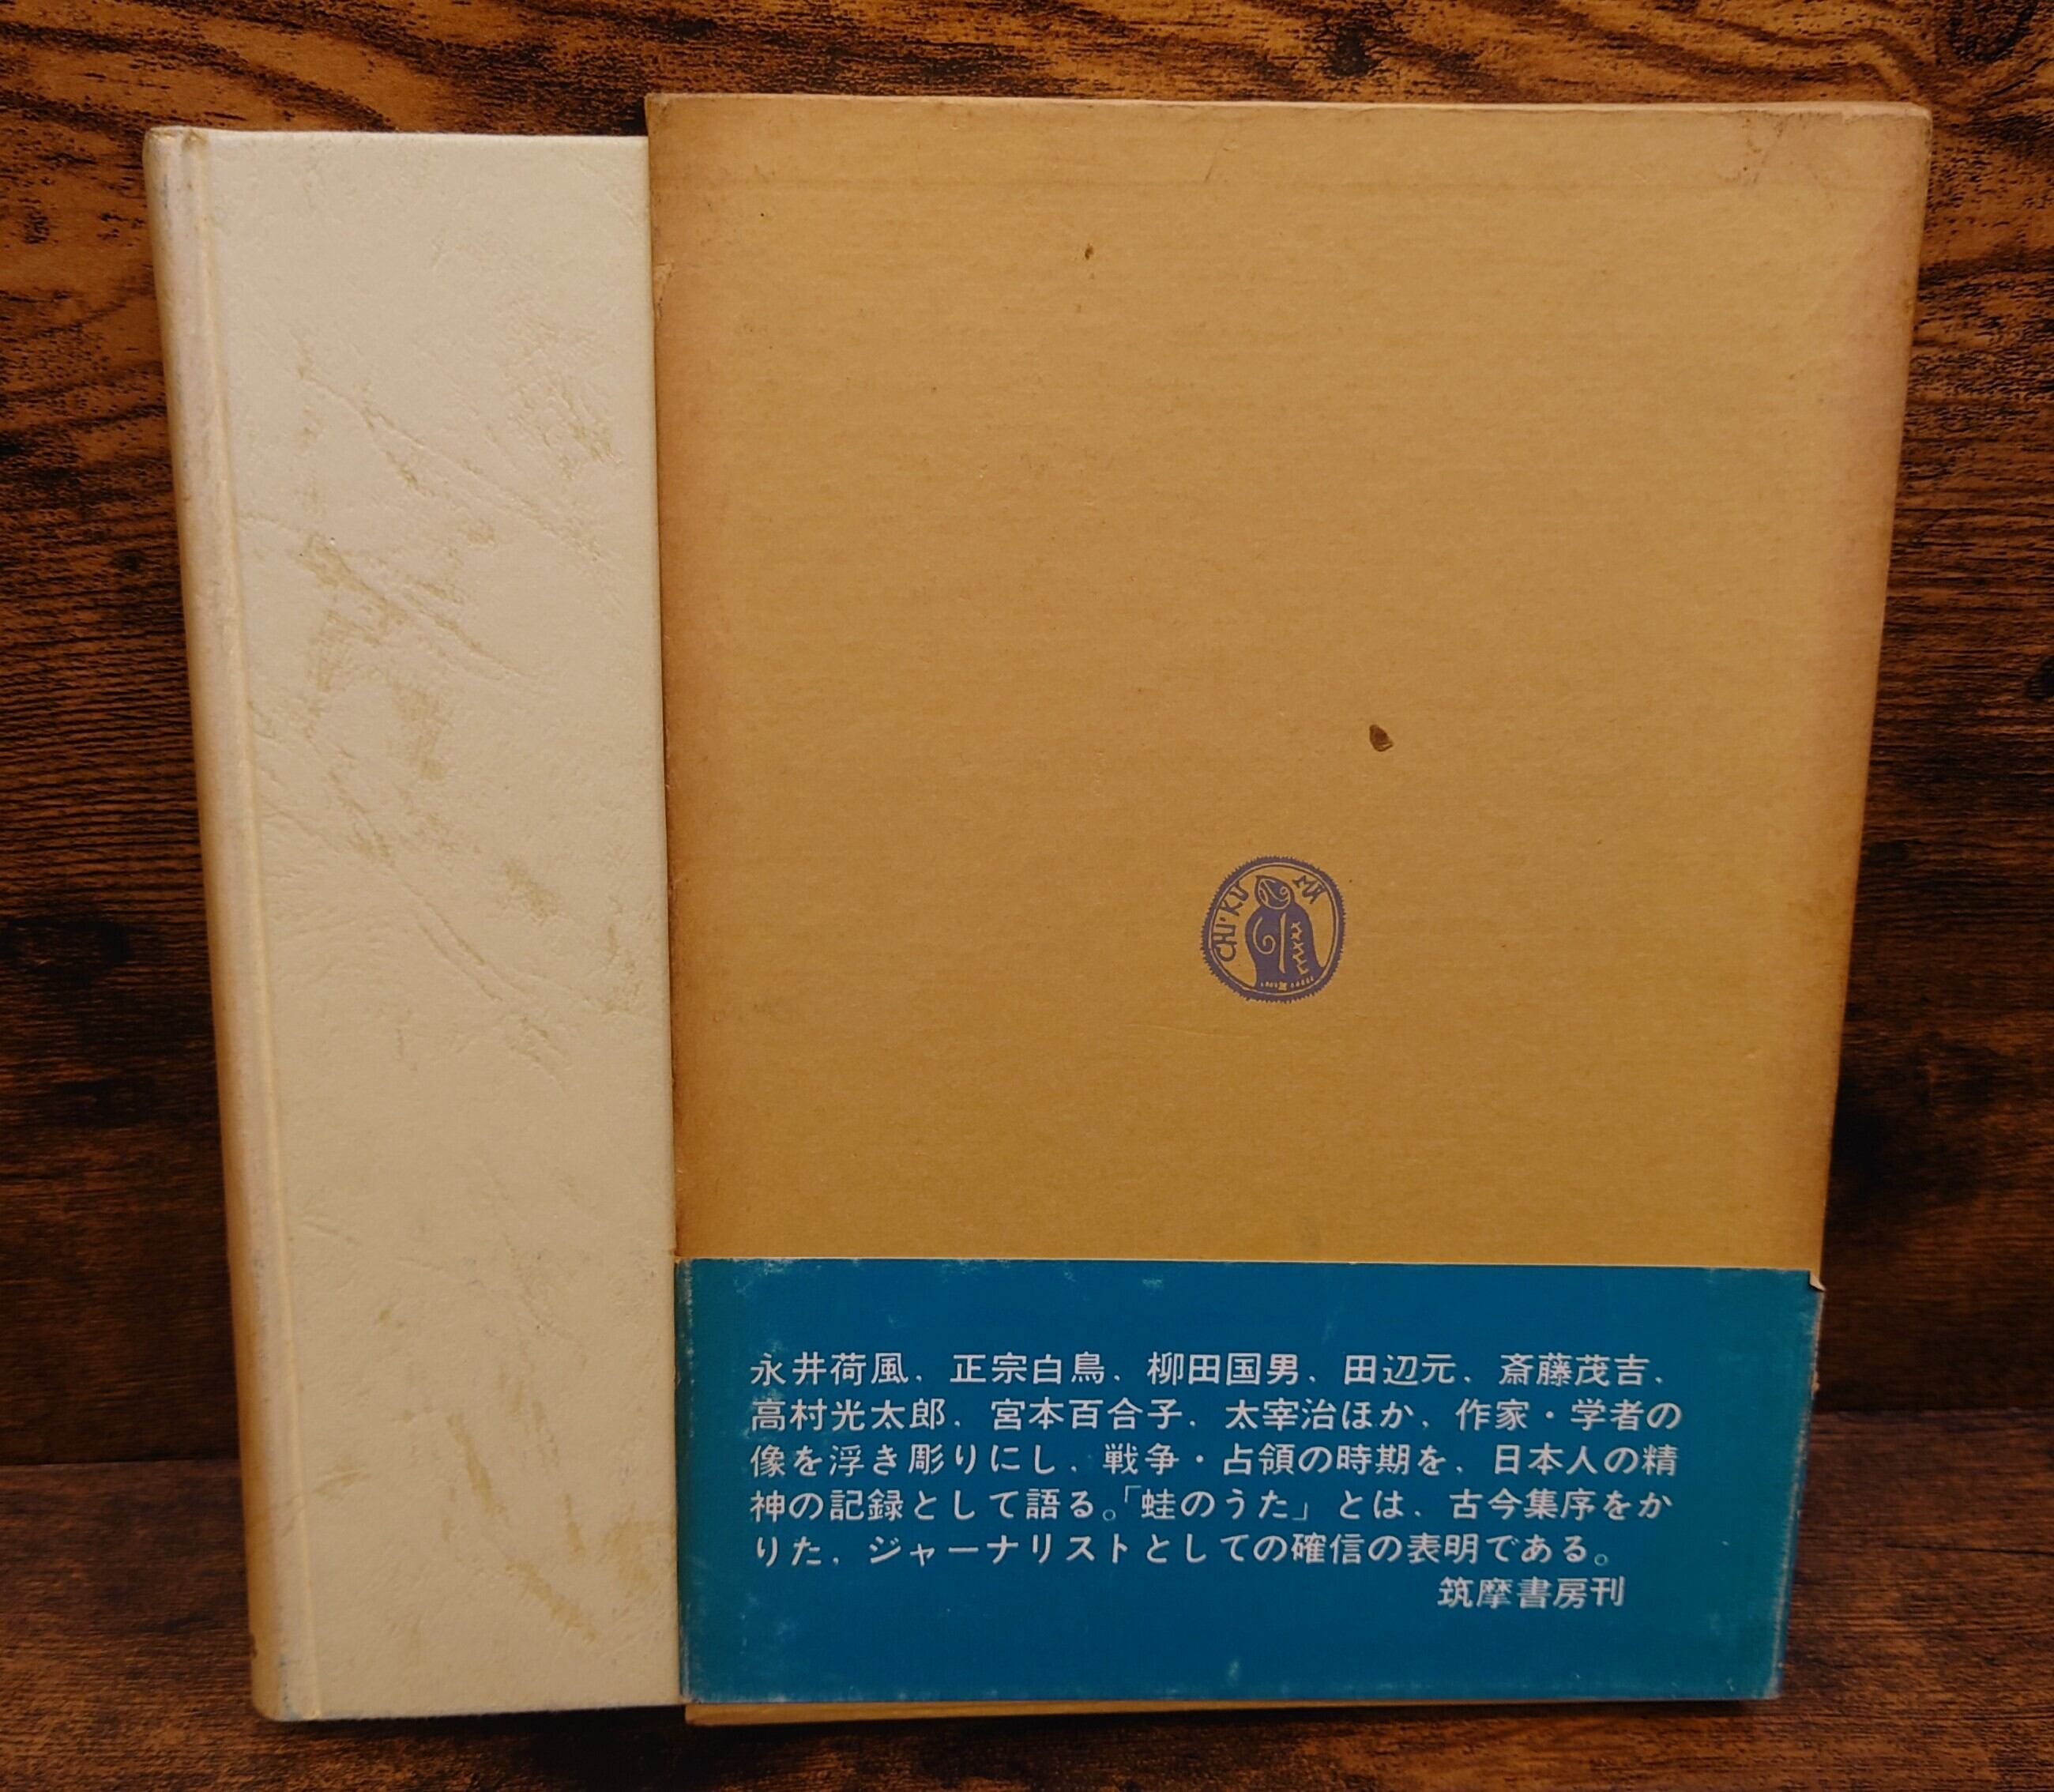 CHI・KUMA
永井荷風、正宗白鳥、柳田国男、田辺元、斎藤茂吉、
高村光太郎、宮本百合子、太宰治ほか、作家・学者の
像を浮き彫りにし、戦争・占領の時期を、日本人の精
神の記録として語る。「蛙のうた」とは、古今集序をか
りた、ジャーナリストとしての確信の表明である。
筑摩書房刊